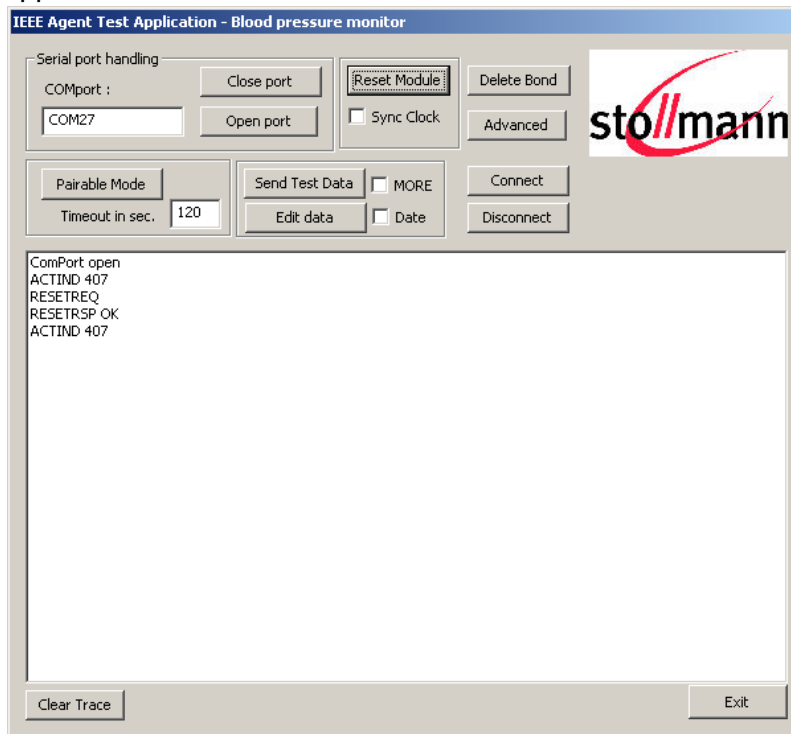 IEEE Agent Test Application - Blood pressure monitor
Serial port handling
COMport :
Close port
Reset Module
Delete Bond
COM27
Open port
Sync Clock
Advanced
stollmann
Pairable Mode
Send Test Data
MORE
Connect
Timeout in sec.
120
Edit data
Date
Disconnect
ComPort open
ACTIND 407
RESETREQ
RESETRSP OK
ACTIND 407
Clear Trace
Exit